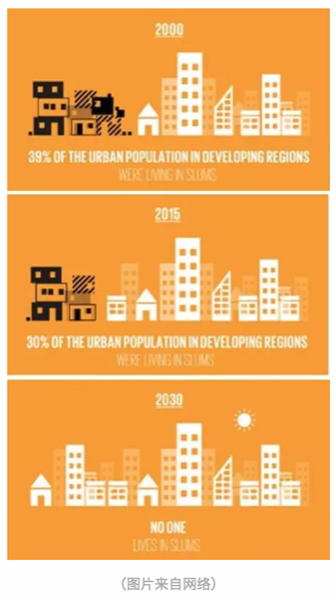 2000
39% OF THE URBAN POPULATION IN DEVELOPING REGIONS
WERE LIVING IN SLUMS
2015
30% OF THE URBAN POPULATION IN DEVELOPING REGIONS
WERE LIVING IN SLUMS
2030
NO ONE
LIVES IN SLUMS
（图片来自网络）